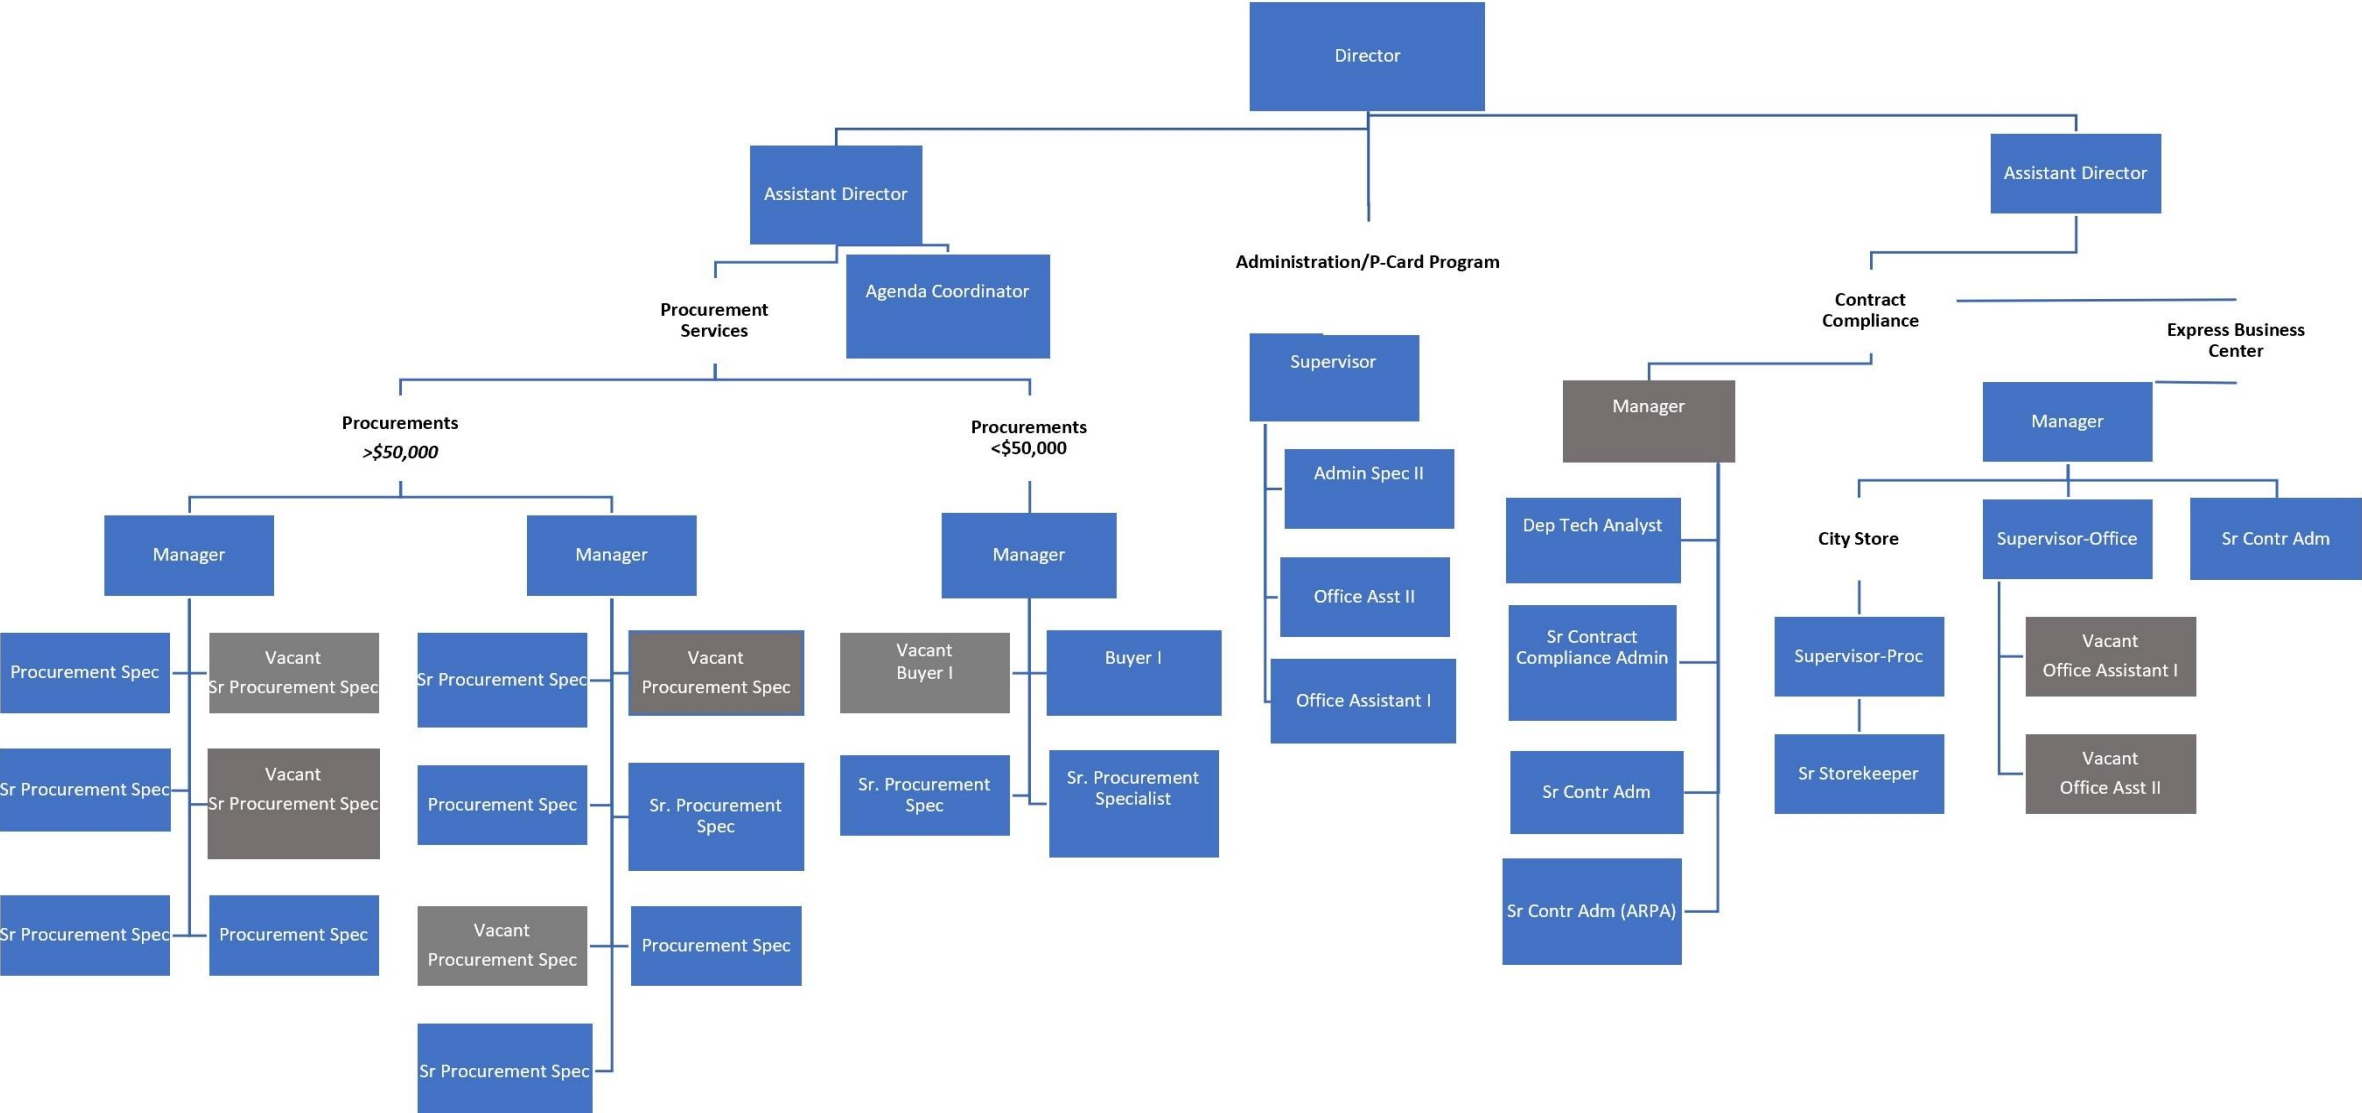 Director
Assistant Director
Assistant Director
Agenda Coordinator
Procurement
Services
Administration/P-Card Program
Contract
Compliance
Express Business
Center
Procurements
>$50,000
Procurements
<$50,000
Manager
Procurement Spec
Vacant
Sr Procurement Spec
Sr Procurement Spec
Vacant
Sr Procurement Spec
Sr Procurement Spec
Procurement Spec
Manager
Sr Procurement Spec
Vacant
Procurement Spec
Procurement Spec
Sr. Procurement
Spec
Vacant
Procurement Spec
Procurement Spec
Sr Procurement Spec
Manager
Vacant
Buyer I
Buyer I
Sr. Procurement
Spec
Sr. Procurement
Specialist
Supervisor
Admin Spec II
Office Asst II
Office Assistant I
Manager
Dep Tech Analyst
Sr Contract
Compliance Admin
Sr Contr Adm
Sr Contr Adm (ARPA)
Manager
City Store
Supervisor-Office
Sr Contr Adm
Supervisor-Proc
Sr Storekeeper
Vacant
Office Assistant I
Vacant
Office Asst II